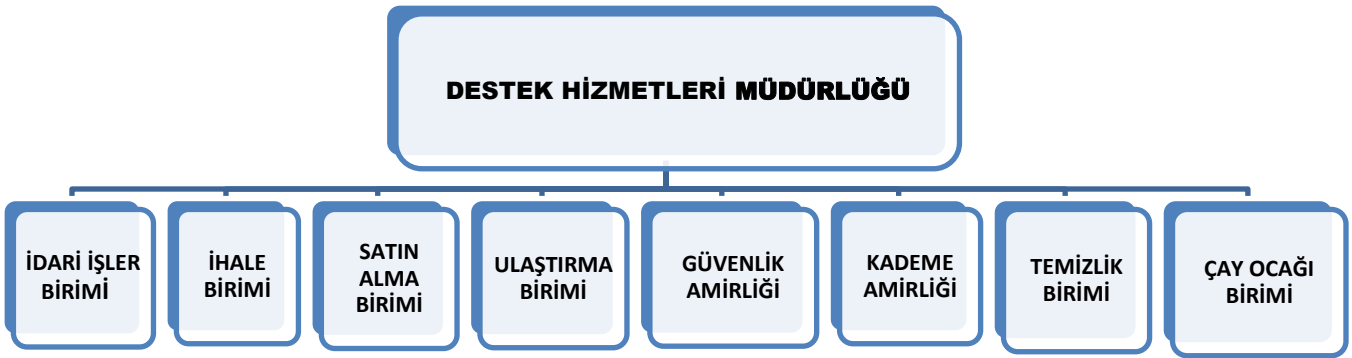 DESTEK HİZMETLERİ MÜDÜRLÜĞÜ
İDARİ İŞLER
BİRİMİ
İHALE
BİRİMİ
SATIN
ALMA
BİRİMİ
ULAŞTIRMA
BİRİMİ
GÜVENLİK
AMİRLİĞİ
KADEME
AMİRLİĞİ
TEMİZLİK
BİRİMİ
ÇAY OCAĞI
BİRİMİ